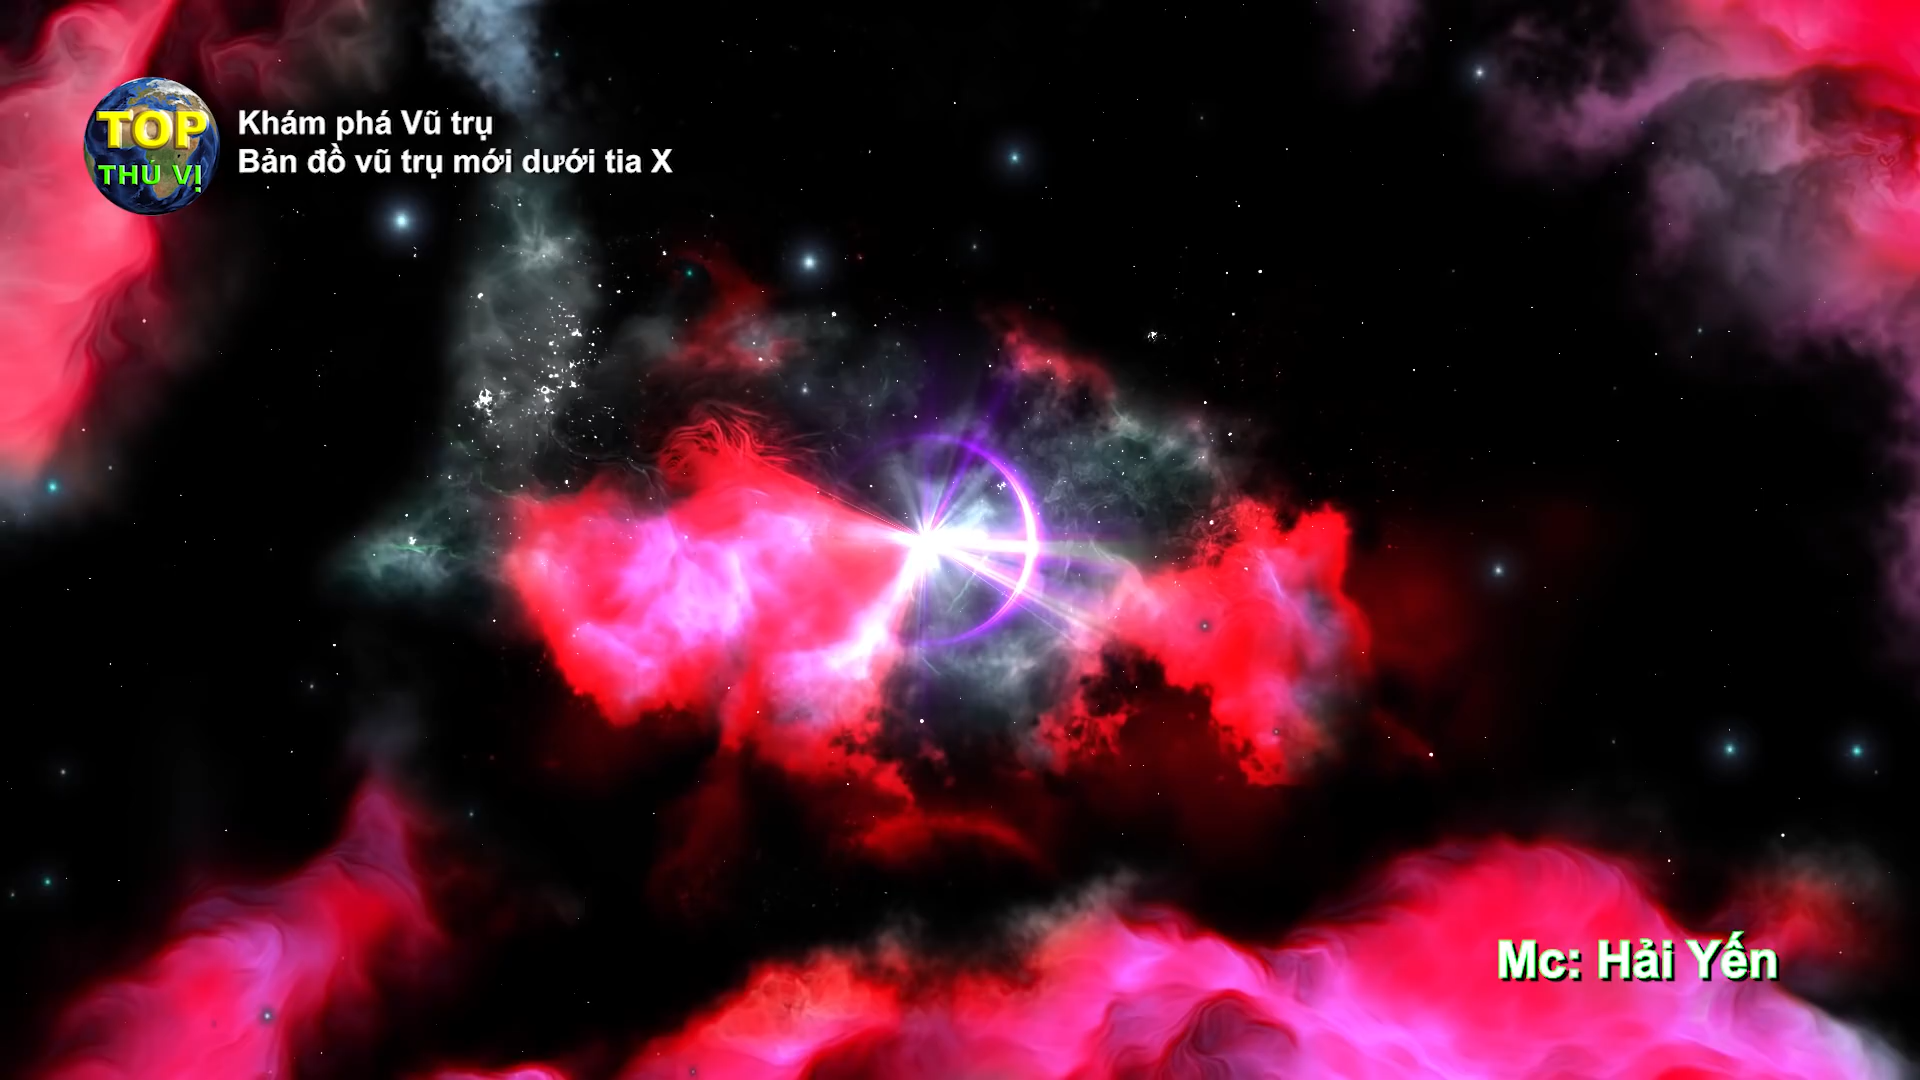 TOP
THÚ VỊ
Khám phá Vũ trụ
Bản đồ vũ trụ mới dưới tia X
Mc: Hải Yến